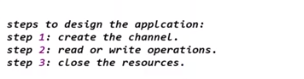 steps to design the applcation:
step 1: create the channel.
step 2: read or write operations.
step 3: close the resources.